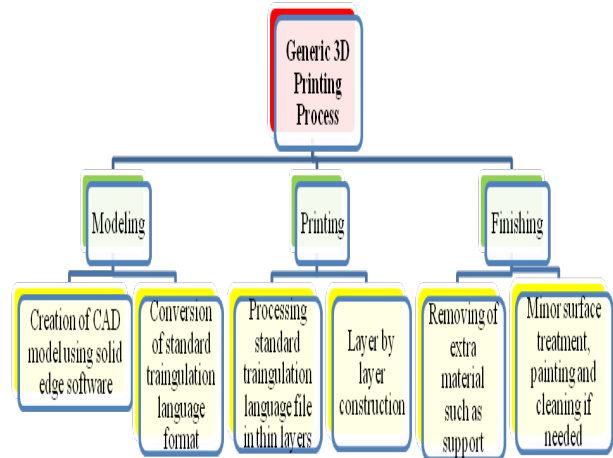 Generic 3D
Printing
Process
Modeling
Printing
Finishing
Creation of CAD
model using solid
edge software
Conversion
of standard
traingulation
language
format
Processing
standard
traingulation
language file
in thin layers
Layer by
layer
construction
Removing of
extra
material
such as
support
Minor surface
treatment,
painting and
cleaning if
needed